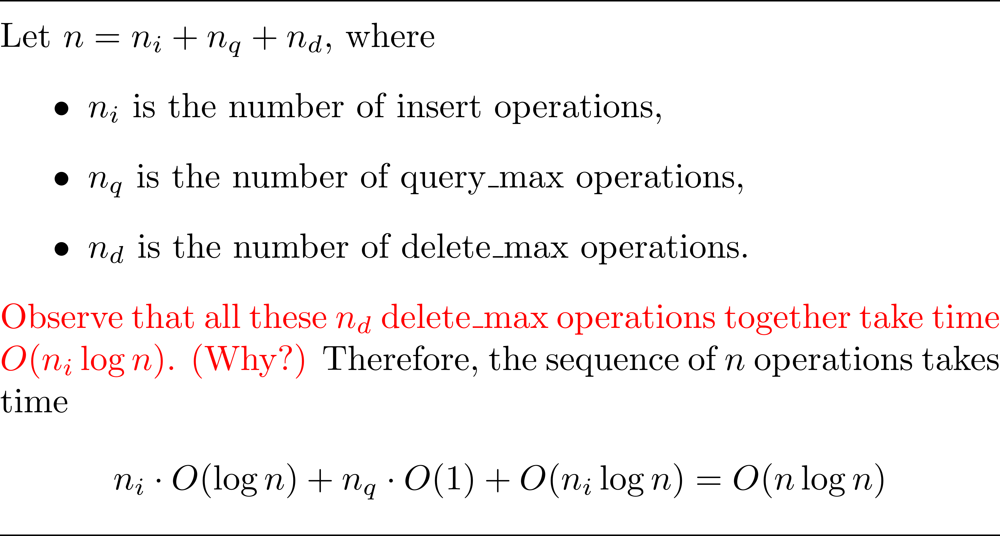 Let $n = n_i + n_q + n_d$, where
• $n_i$ is the number of insert operations,
• $n_q$ is the number of query_max operations,
• $n_d$ is the number of delete_max operations.
Observe that all these $n_d$ delete_max operations together take time
$O(n_i \log n)$. (Why?) Therefore, the sequence of $n$ operations takes
time
$n_i \cdot O(\log n) + n_q \cdot O(1) + O(n_i \log n) = O(n \log n)$